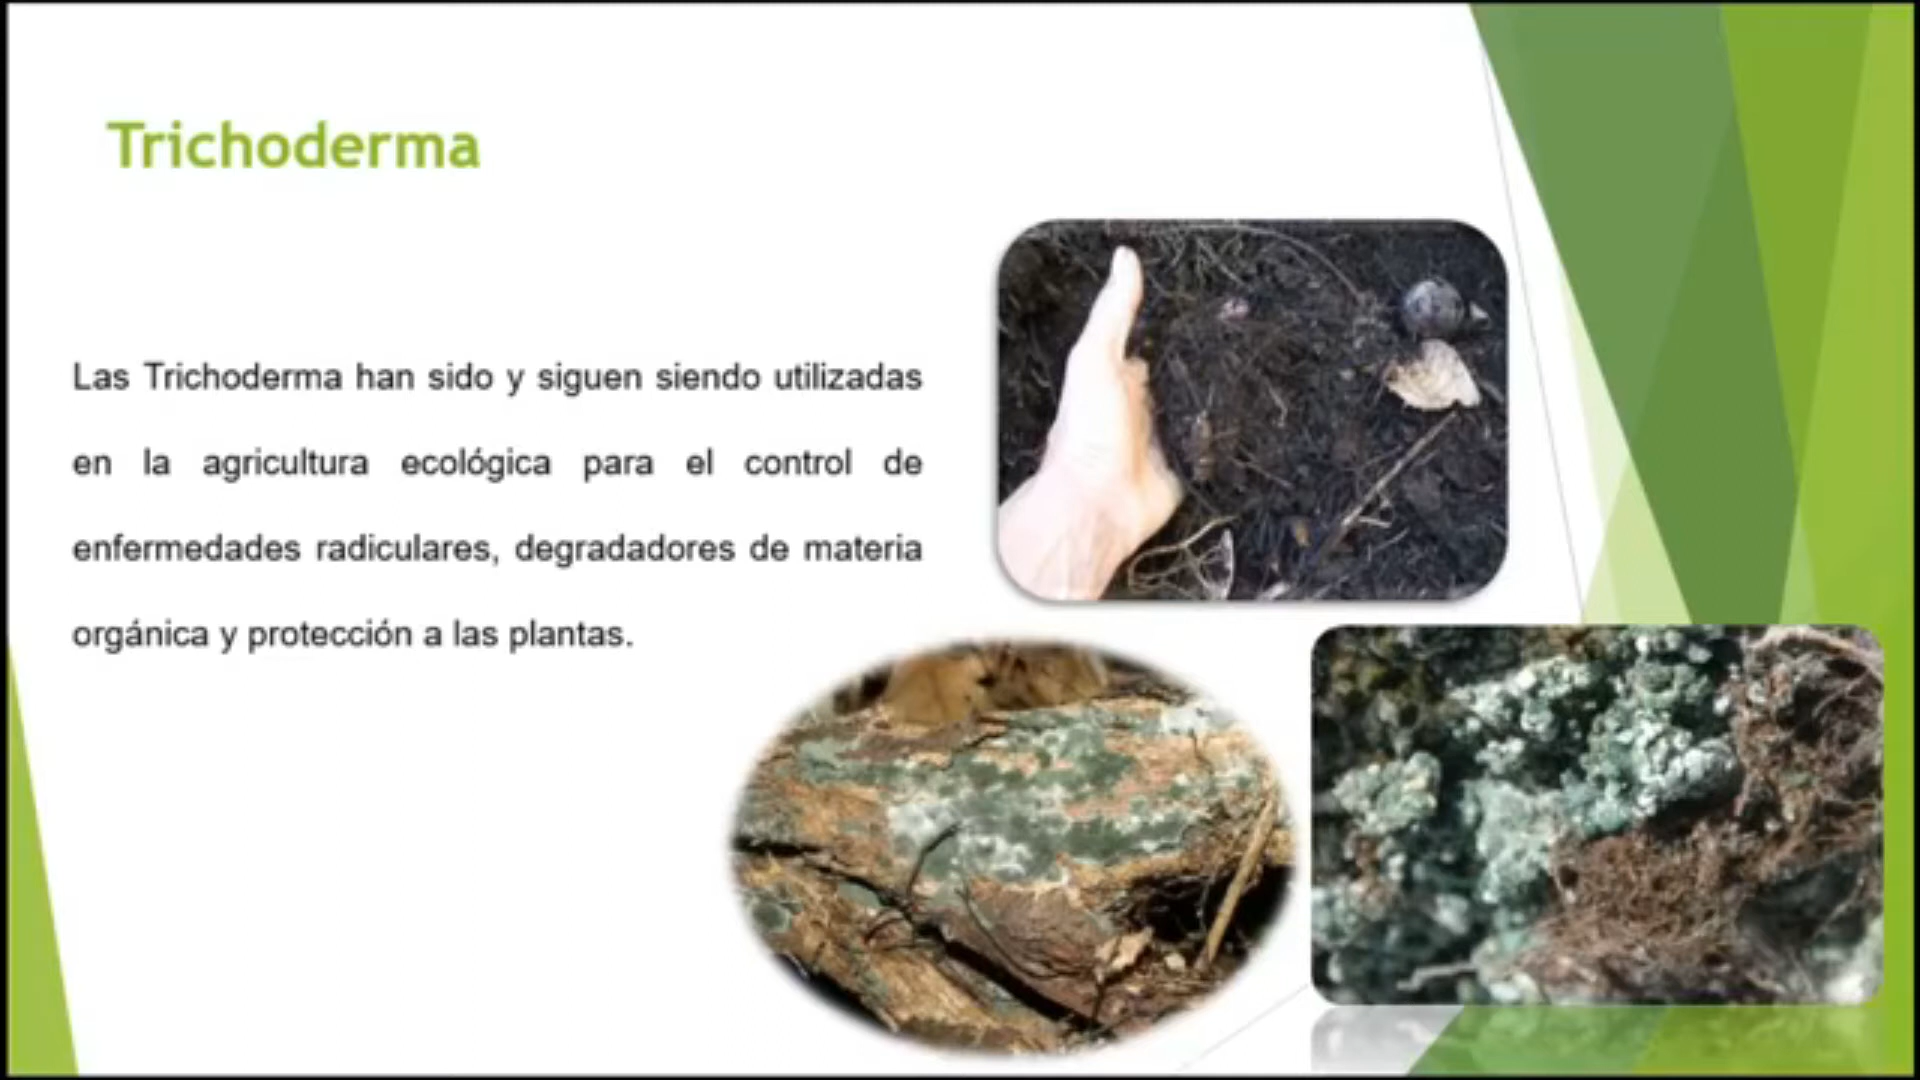 Trichoderma
Las Trichoderma han sido y siguen siendo utilizadas
en la agricultura ecológica para el control de
enfermedades radiculares, degradadores de materia
orgánica y protección a las plantas.